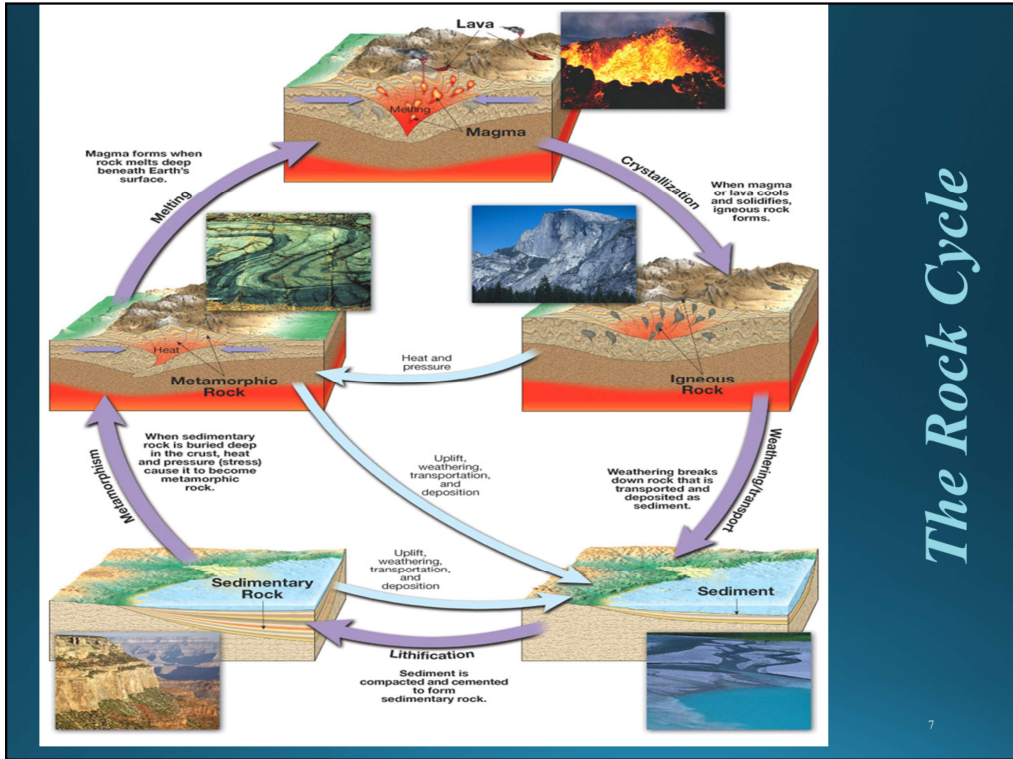 Lava
Melting
Magma
Magma forms when
rock melts deep
beneath Earth's
surface.
Melting
Crystallization
When magma
or lava cools
and solidifies,
igneous rock
forms.
Heat
Metamorphic
Rock
Heat and
pressure
Igneous
Rock
When sedimentary
rock is buried deep
in the crust, heat
and pressure (stress)
cause it to become
metamorphic
rock.
Metamorphism
Uplift,
weathering,
transportation,
and
deposition
Weathering breaks
down rock that is
transported and
deposited as
sediment.
Weathering/transport
Uplift,
weathering,
transportation,
and
deposition
Sedimentary
Rock
Sediment
Lithification
Sediment is
compacted and cemented
to form
sedimentary rock.
The Rock Cycle
7